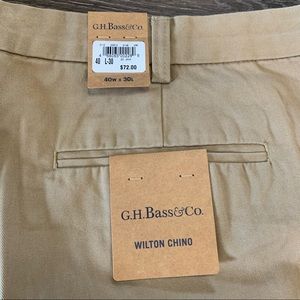 G.H.Bass&Co.
40 L-30
$72.00
40W x 30L
G.H.Bass&Co.
WILTON CHINO